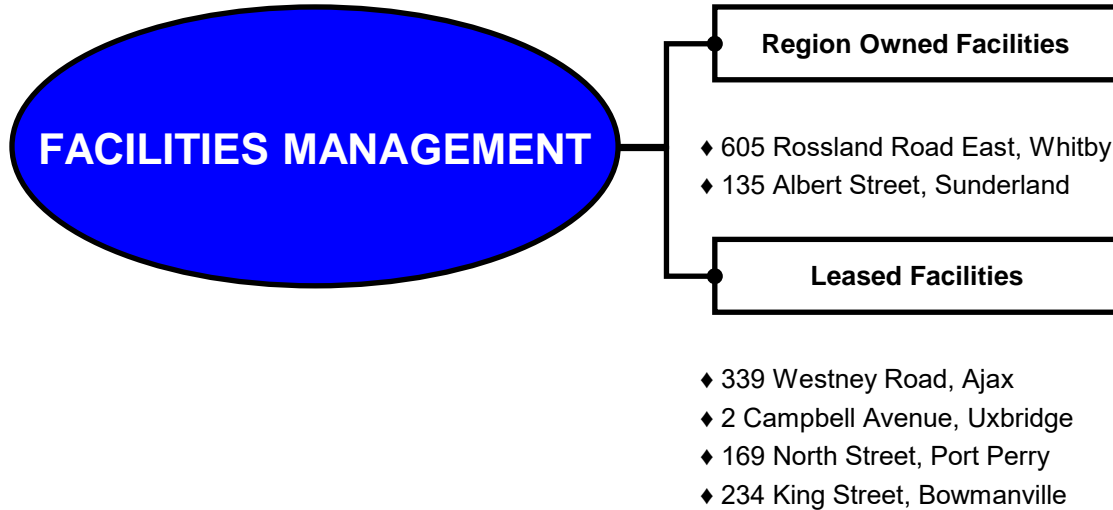 FACILITIES MANAGEMENT
Region Owned Facilities
♦ 605 Rossland Road East, Whitby
♦ 135 Albert Street, Sunderland
Leased Facilities
♦ 339 Westney Road, Ajax
♦ 2 Campbell Avenue, Uxbridge
♦ 169 North Street, Port Perry
♦ 234 King Street, Bowmanville